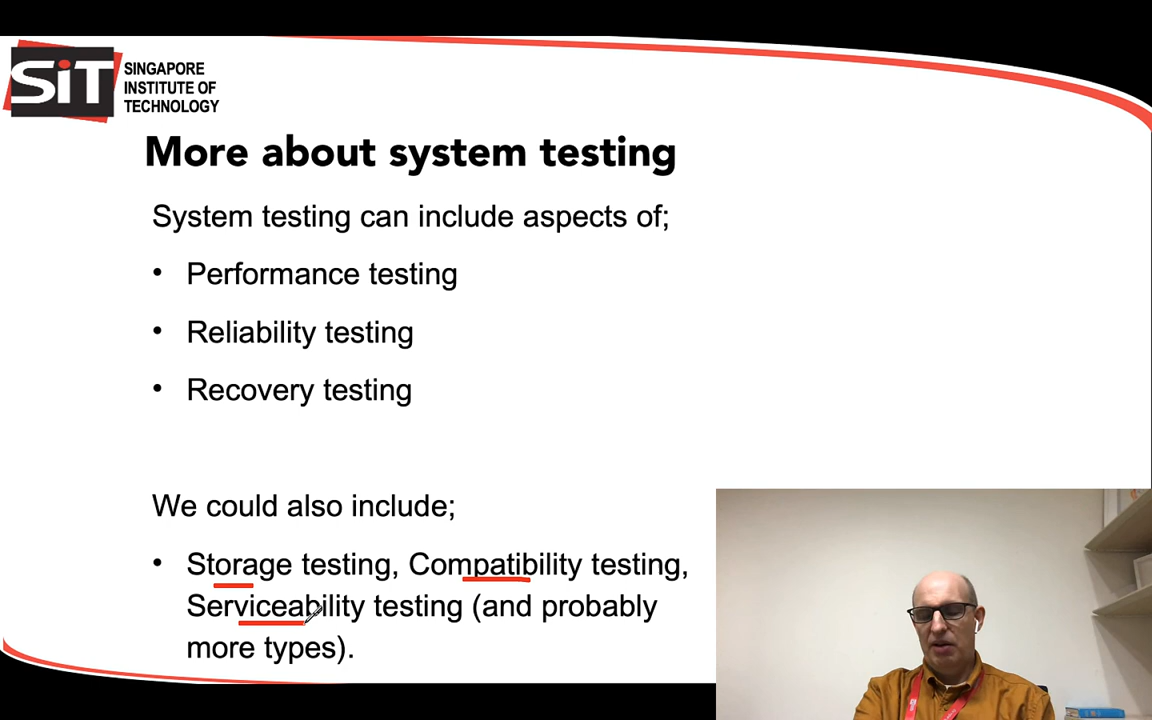 SiT
SINGAPORE
INSTITUTE OF
TECHNOLOGY
More about system testing
System testing can include aspects of;
• Performance testing
• Reliability testing
• Recovery testing
We could also include;
• Storage testing, Compatibility testing,
Serviceability testing (and probably
more types).